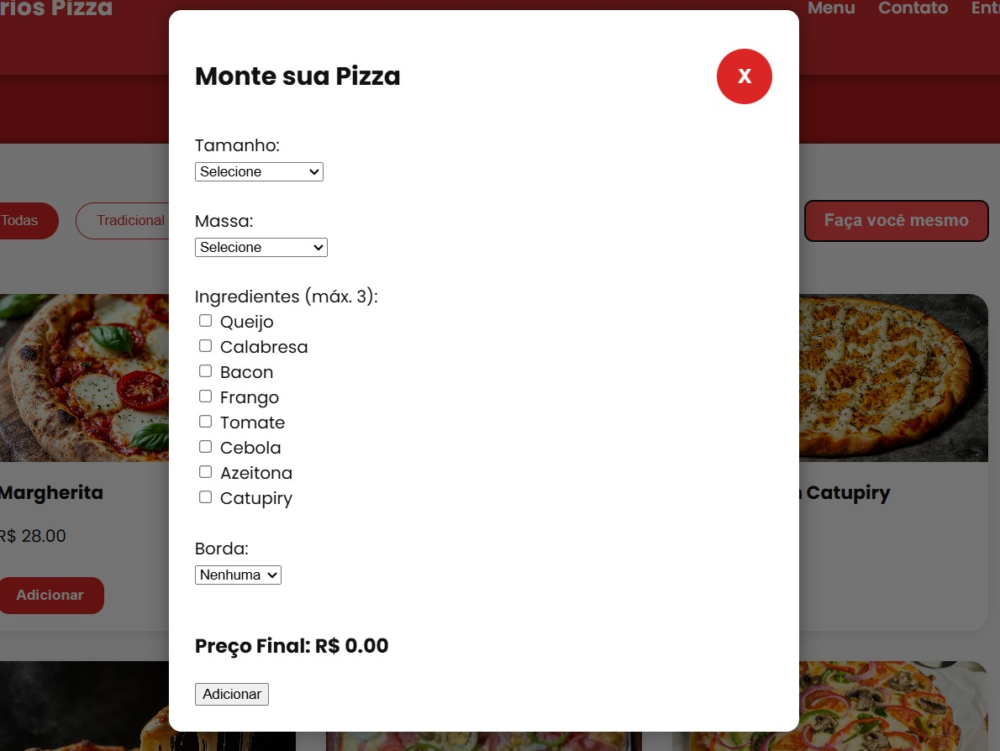 rios Pizza
Menu Contato Ent
Monte sua Pizza
X
Tamanho:
Selecione
Todas
Tradicional
Massa:
Selecione
Faça você mesmo
Ingredientes (máx. 3):
Queijo
Calabresa
Bacon
Frango
Tomate
Cebola
Azeitona
Catupiry
Margherita
R$ 28.00
Adicionar
Catupiry
Borda:
Nenhuma
Preço Final: R$ 0.00
Adicionar